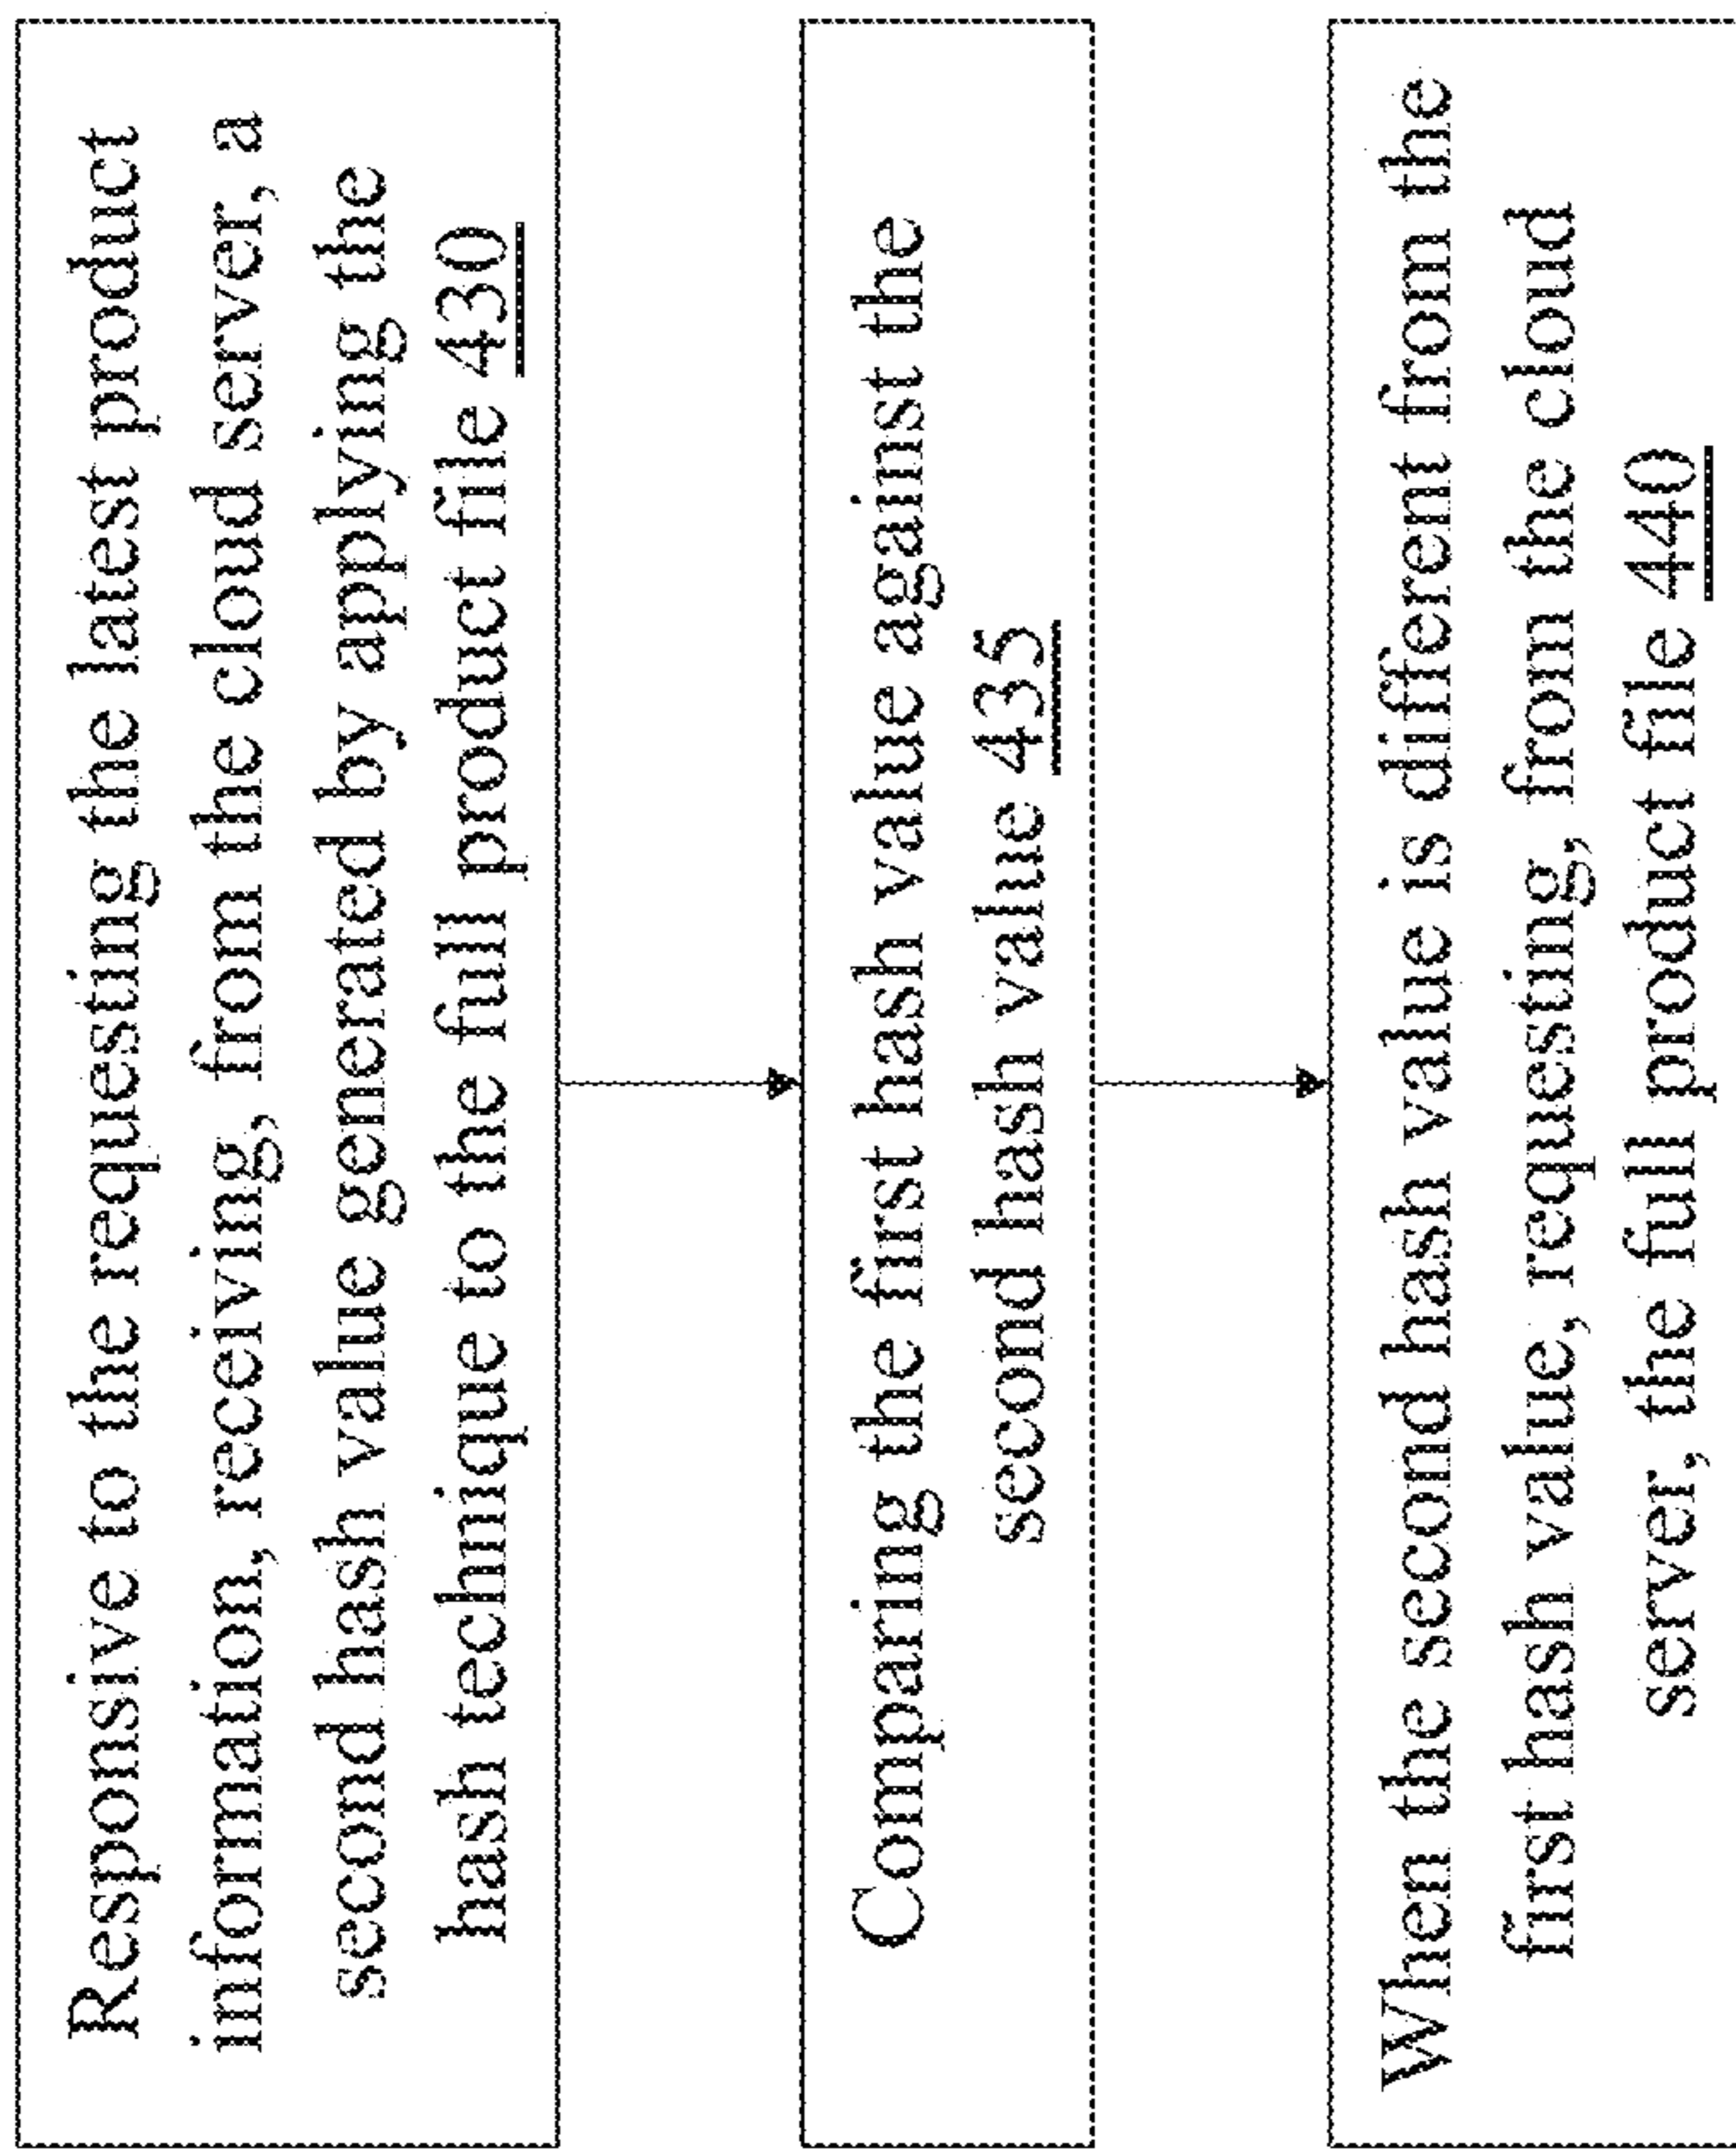 Responsive to the requesting the latest product
information, receiving, from the cloud server, a
second hash value generated by applying the
hash technique to the full product file 430
Comparing the first hash value against the
second hash value 435
When the second hash value is different from the
first hash value, requesting, from the cloud
server, the full product file 440